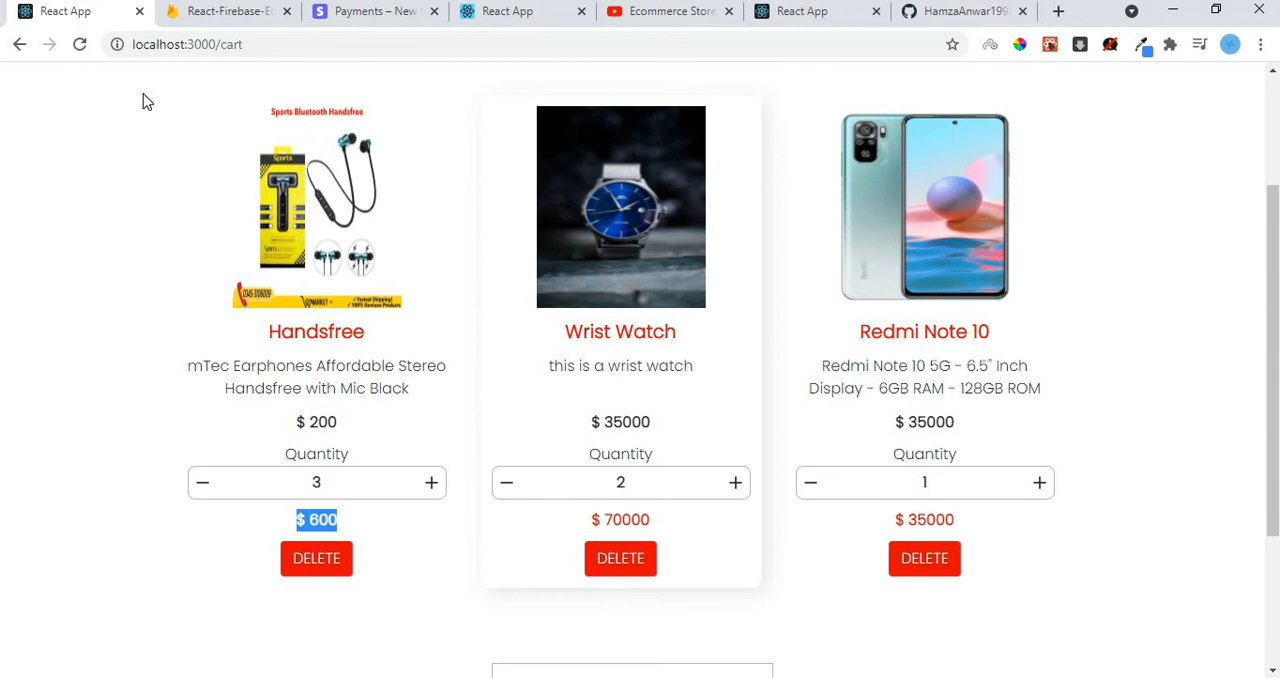 React App
React-Firebase-Ec
Payments – New
React App
Ecommerce Store
React App
HamzaAnwar199
localhost:3000/cart
Sports Bluetooth Handsfree
Sports
Handsfree
mTec Earphones Affordable Stereo
Handsfree with Mic Black
$ 200
Quantity
3
$ 600
DELETE
Wrist Watch
this is a wrist watch
$ 35000
Quantity
2
$ 70000
DELETE
Redmi Note 10
Redmi Note 10 5G - 6.5" Inch
Display - 6GB RAM - 128GB ROM
$ 35000
Quantity
1
$ 35000
DELETE